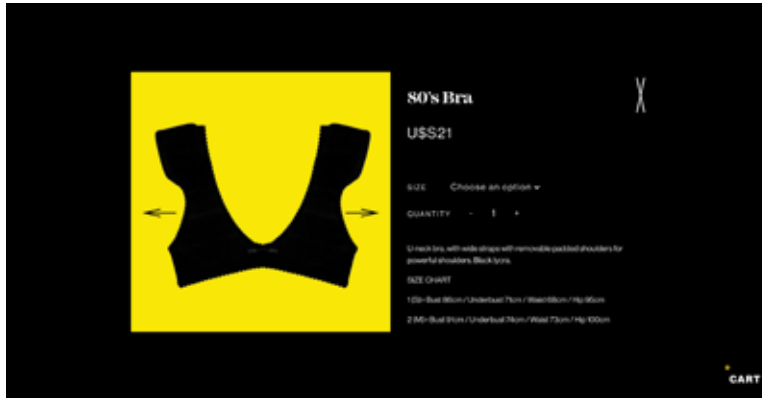 80's Bra
U$S21
SIZE Choose an option
QUANTITY - 1 +
U-neck bra, with wide straps with removable padded shoulders for
powerful shoulders. Black lycra.
SIZE CHART
1 (S)- Bust 86cm / Underbust 71cm / Waist 68cm / Hip 95cm
2 (M)- Bust 91cm / Underbust 74cm / Waist 73cm / Hip 100cm
CART